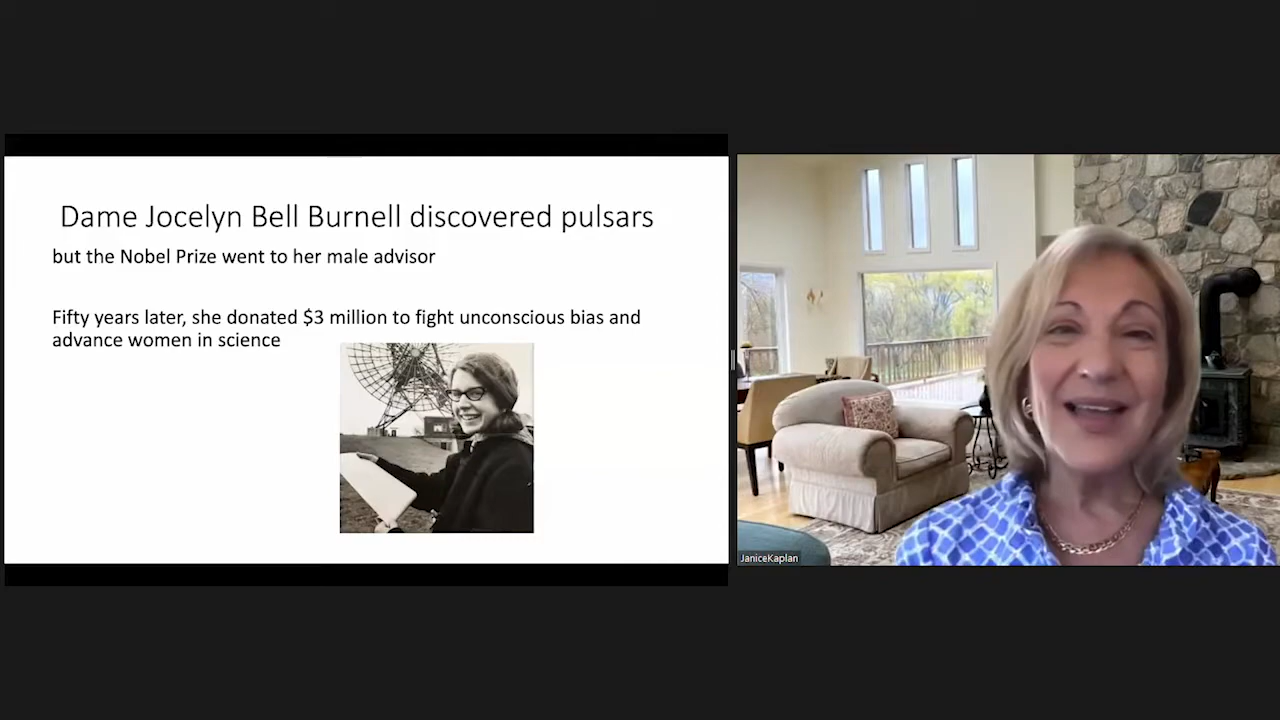 Dame Jocelyn Bell Burnell discovered pulsars
but the Nobel Prize went to her male advisor
Fifty years later, she donated $3 million to fight unconscious bias and
advance women in science
JaniceKaplan